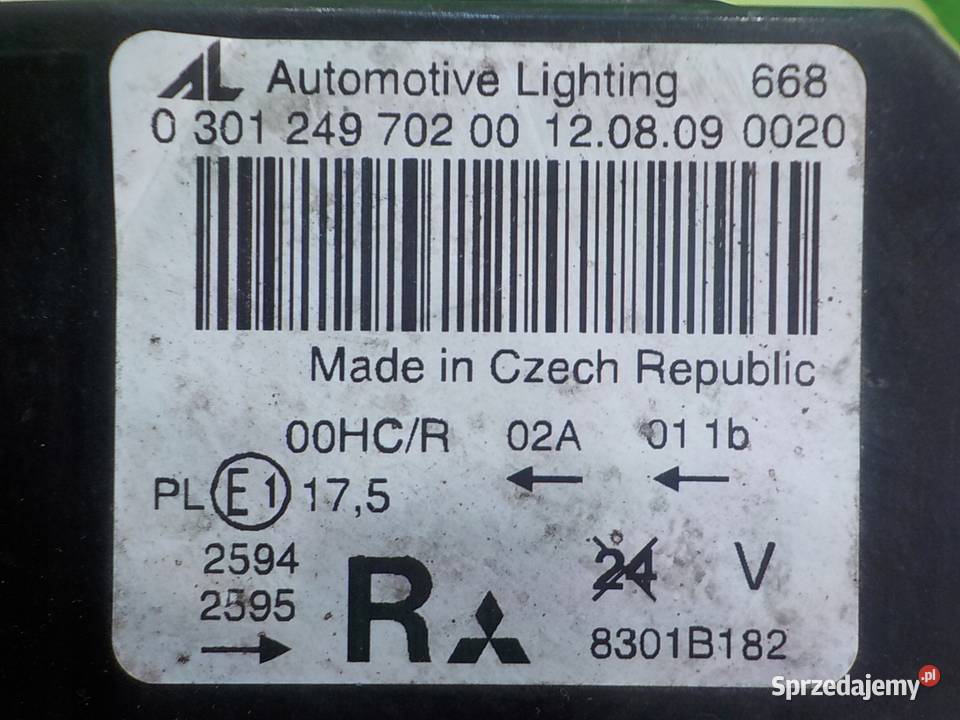 AL Automotive Lighting 668
0 301 249 702 00 12.08.09 0020
Made in Czech Republic
00HC/R 02A 01 1b
PL E1 17,5
2594
2595
R
24 V
8301B182
Sprzedajemy.pl